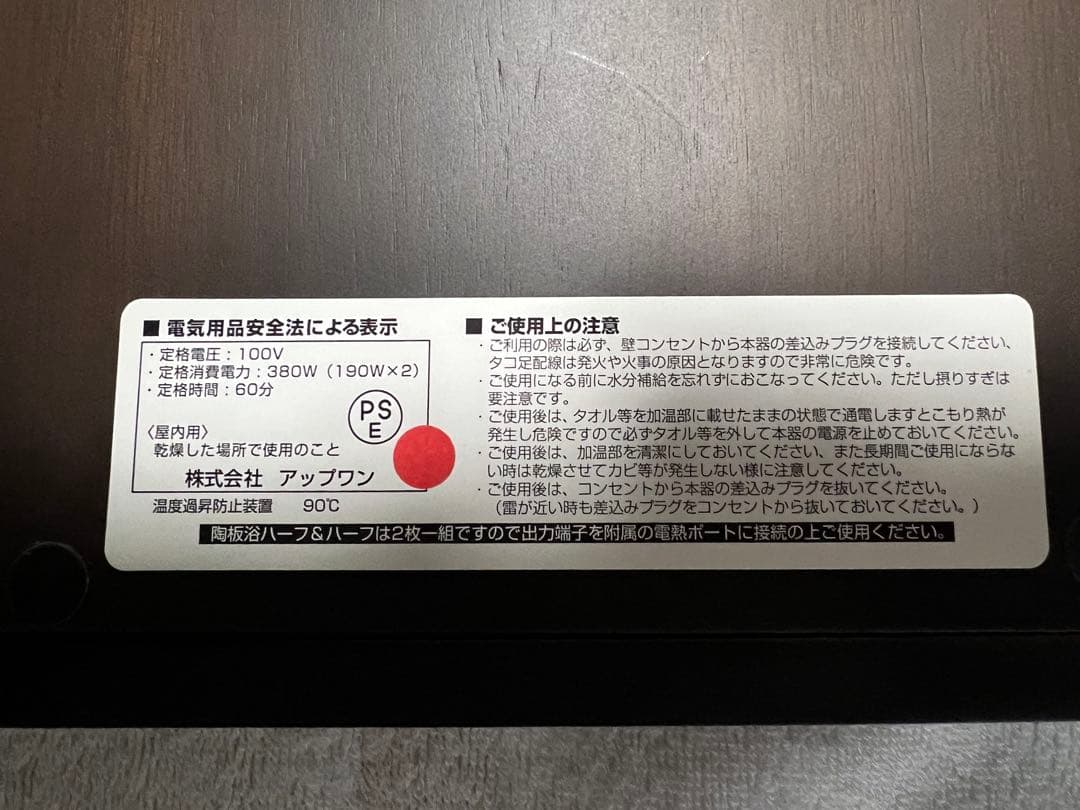 ■ 電気用品安全法による表示
・定格電圧：100V
・定格消費電力：380W（190W×2）
・定格時間：60分
PS
E
〈屋内用〉
乾燥した場所で使用のこと
株式会社 アップワン
温度過昇防止装置 90℃
■ ご使用上の注意
・ご利用の際は必ず、壁コンセントから本器の差込みプラグを接続してください、
タコ足配線は発火や火事の原因となりますので非常に危険です。
・ご使用になる前に水分補給を忘れずにおこなってください。ただし摂りすぎは
要注意です。
・ご使用後は、タオル等を加温部に載せたままの状態で通電しますとこもり熱が
発生し危険ですので必ずタオル等を外して本器の電源を止めておいてください。
・ご使用後は、加温部を清潔にしておいてください、また長期間ご使用にならな
い時は乾燥させてカビ等が発生しない様に注意してください。
・ご使用後は、コンセントから本器の差込みプラグを抜いてください。
（雷が近い時も差込みプラグをコンセントから抜いておいてください。）
陶板浴ハーフ＆ハーフは2枚一組ですので出力端子を附属の電熱ポートに接続の上ご使用ください。